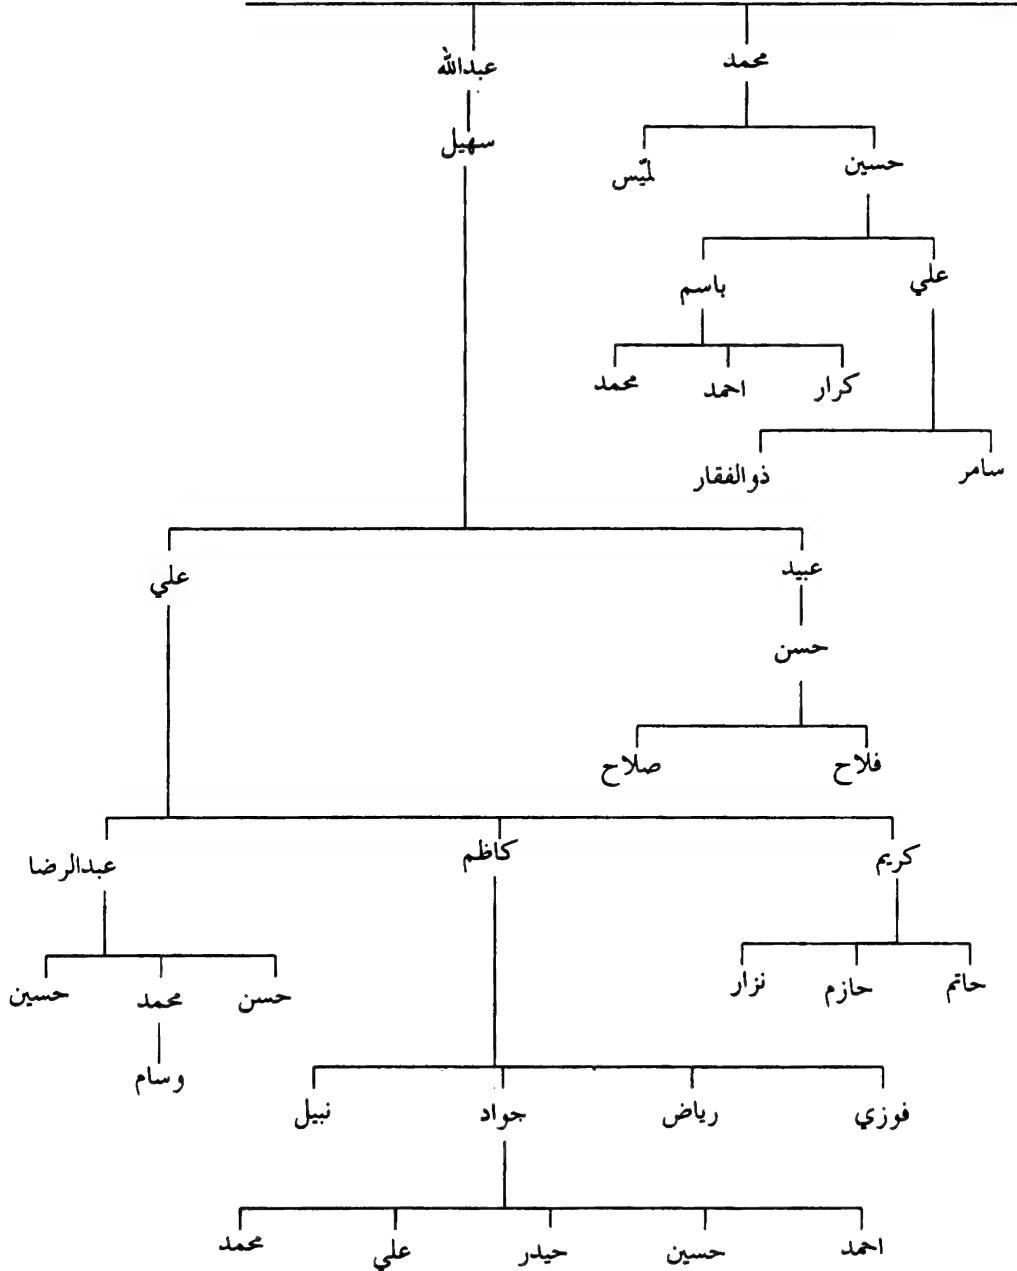 محمد
عبدالله
سهيل
حسين
لميّس
علي
باسم
كرار
احمد
محمد
سامر
ذوالفقار
عبيد
علي
حسن
فلاح
صلاح
كريم
كاظم
عبدالرضا
حاتم
حازم
نزار
حسن
محمد
حسين
وسام
فوزي
رياض
جواد
نبيل
احمد
حسين
حيدر
علي
محمد